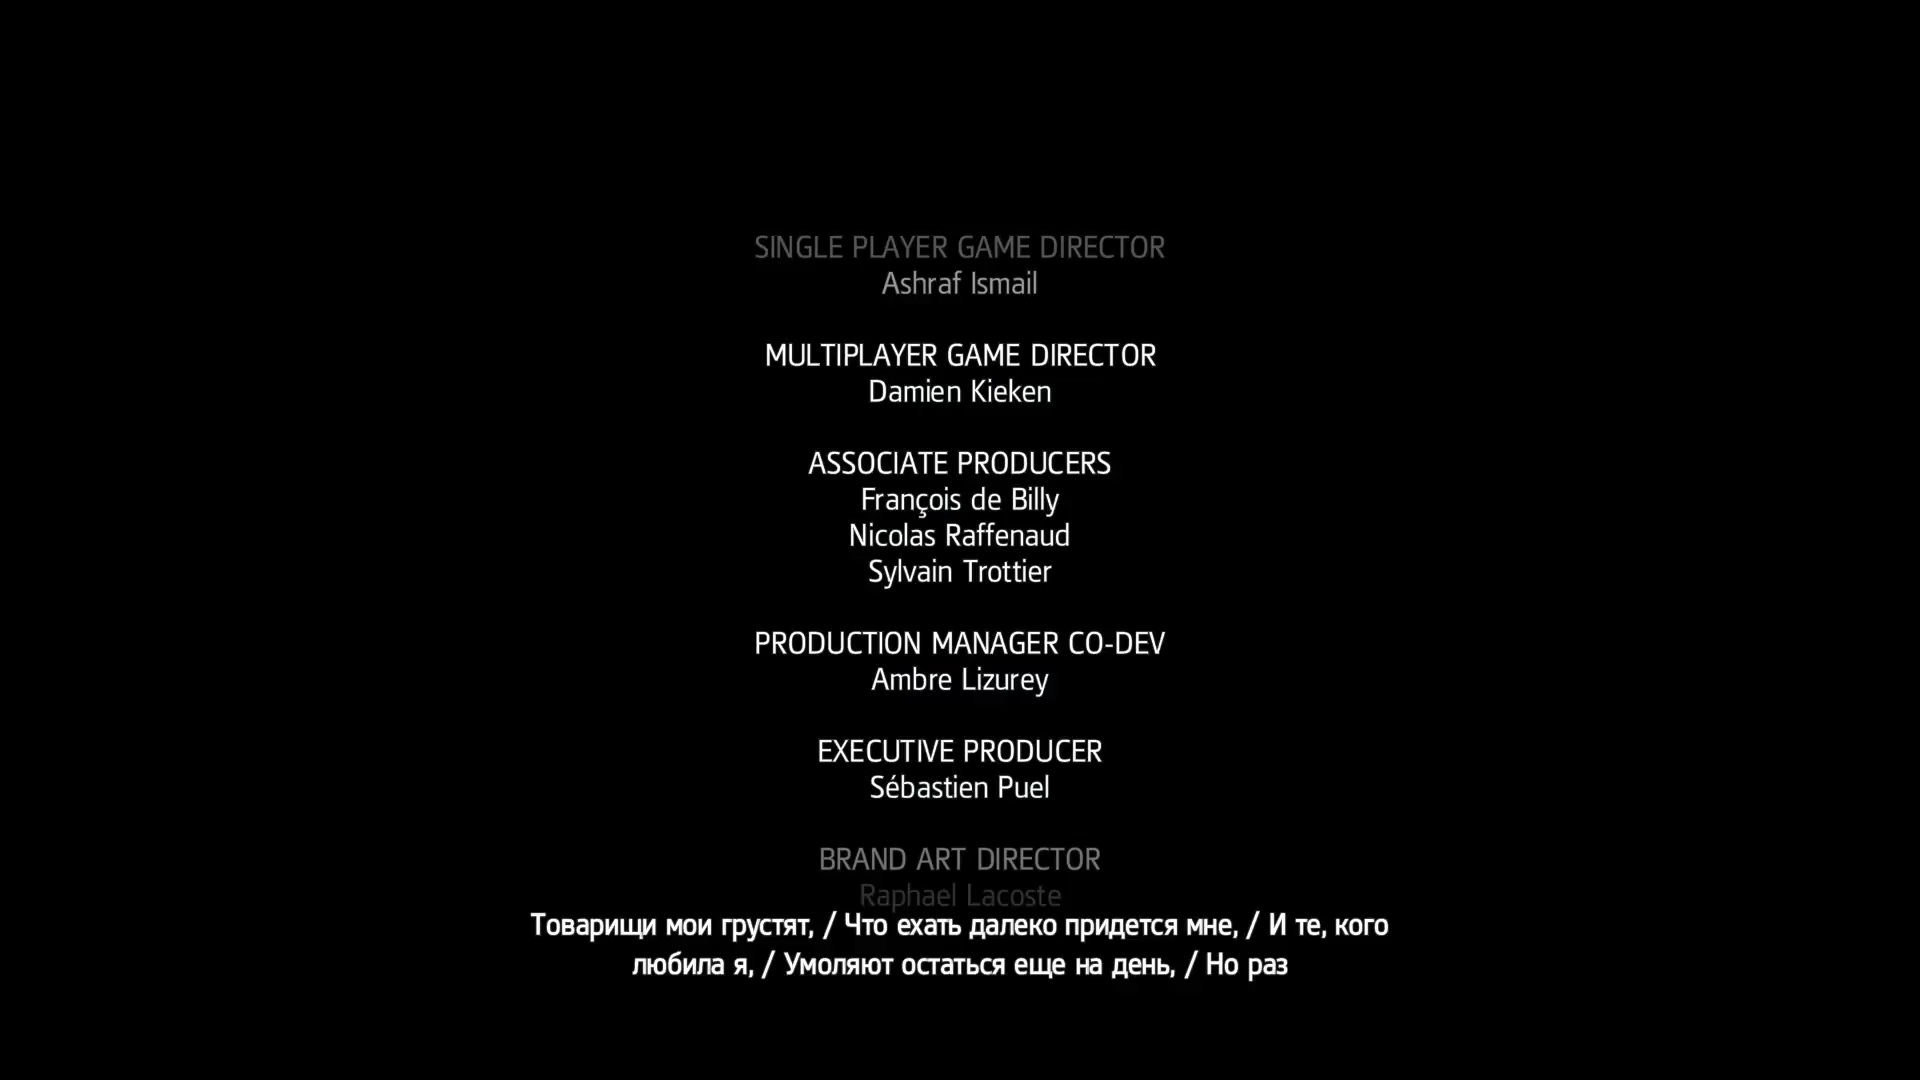 SINGLE PLAYER GAME DIRECTOR
Ashraf Ismail
MULTIPLAYER GAME DIRECTOR
Damien Kieken
ASSOCIATE PRODUCERS
François de Billy
Nicolas Raffenaud
Sylvain Trottier
PRODUCTION MANAGER CO-DEV
Ambre Lizurey
EXECUTIVE PRODUCER
Sébastien Puel
BRAND ART DIRECTOR
Raphael Lacoste
Товарищи мои грустят, / Что ехать далеко придется мне, / И те, кого
любила я, / Умоляют остаться еще на день, / Но раз